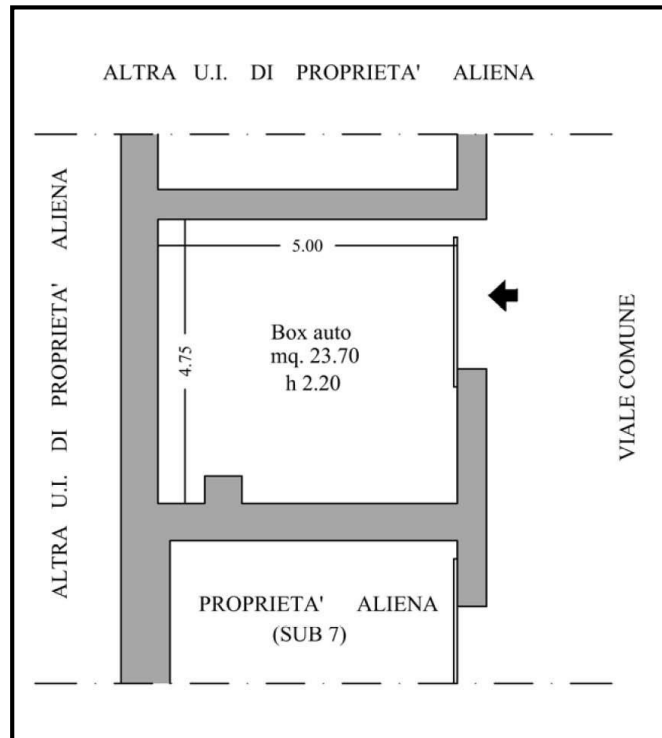 ALTRA U.I. DI PROPRIETA' ALIENA
ALTRA U.I. DI PROPRIETA' ALIENA
5.00
4.75
Box auto
mq. 23.70
h 2.20
VIALE COMUNE
PROPRIETA' ALIENA
(SUB 7)